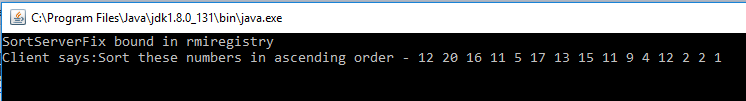 C:\Program Files\Java\jdk1.8.0_131\bin\java.exe
SortServerFix bound in rmiregistry
Client says:Sort these numbers in ascending order - 12 20 16 11 5 17 13 15 11 9 4 12 2 2 1